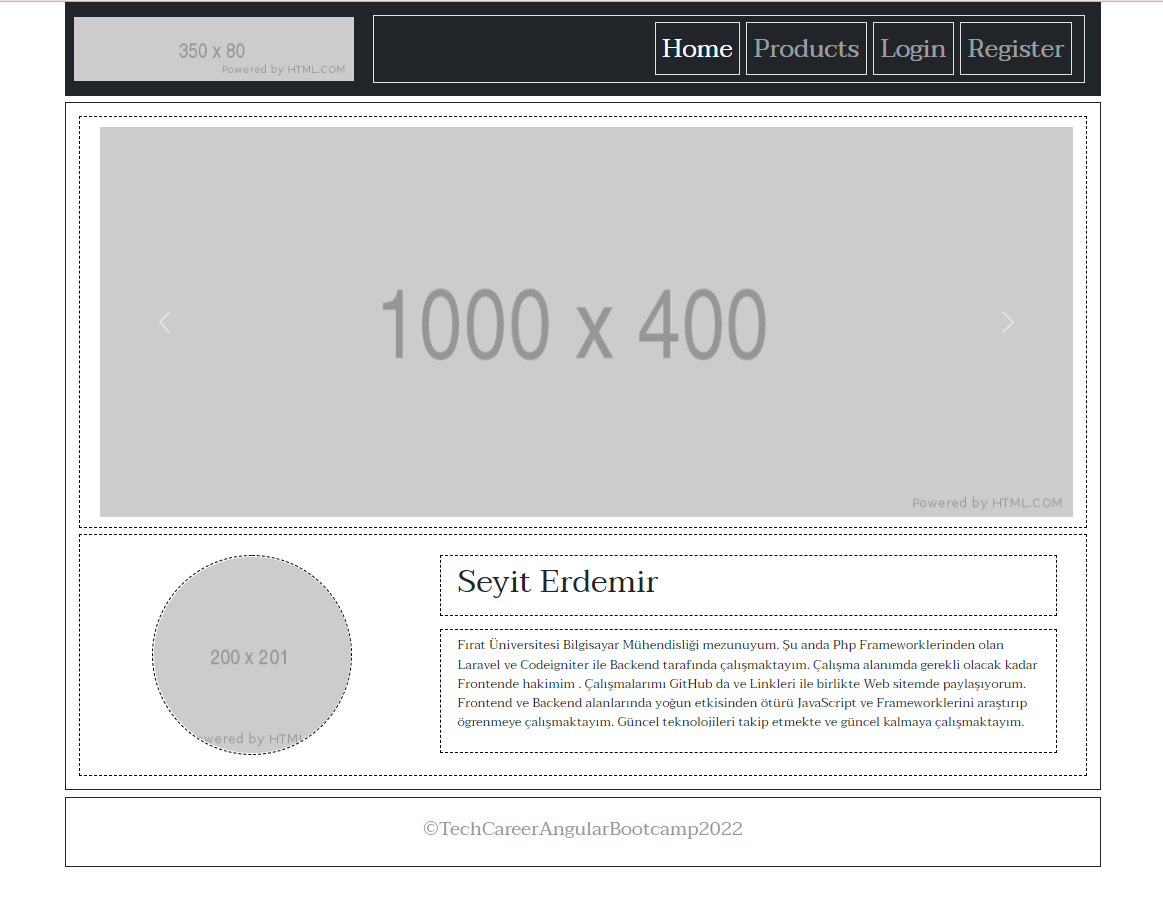 350 x 80
Powered by HTML.COM
Home Products Login Register
1000 x 400
Powered by HTML.COM
200 x 201
wered by HTM
Seyit Erdemir
Fırat Üniversitesi Bilgisayar Mühendisliği mezunuyum. Şu anda Php Frameworklerinden olan
Laravel ve Codeigniter ile Backend tarafında çalışmaktayım. Çalışma alanımda gerekli olacak kadar
Frontende hakimim . Çalışmalarımı GitHub da ve Linkleri ile birlikte Web sitemde paylaşıyorum.
Frontend ve Backend alanlarında yoğun etkisinden ötürü JavaScript ve Frameworklerini araştırıp
ögrenmeye çalışmaktayım. Güncel teknolojileri takip etmekte ve güncel kalmaya çalışmaktayım.
©TechCareerAngularBootcamp2022